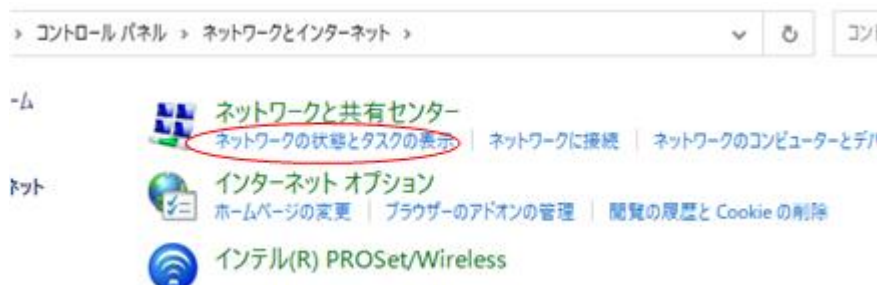 › コントロール パネル › ネットワークとインターネット ›
ネットワークと共有センター
ネットワークの状態とタスクの表示 | ネットワークに接続 | ネットワークのコンピューターとデバ
インターネット オプション
ホームページの変更 | ブラウザーのアドオンの管理 | 閲覧の履歴と Cookie の削除
インテル(R) PROSet/Wireless